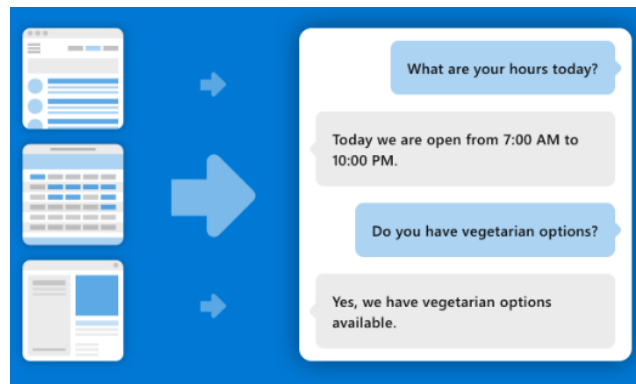 What are your hours today?
Today we are open from 7:00 AM to
10:00 PM.
Do you have vegetarian options?
Yes, we have vegetarian options
available.